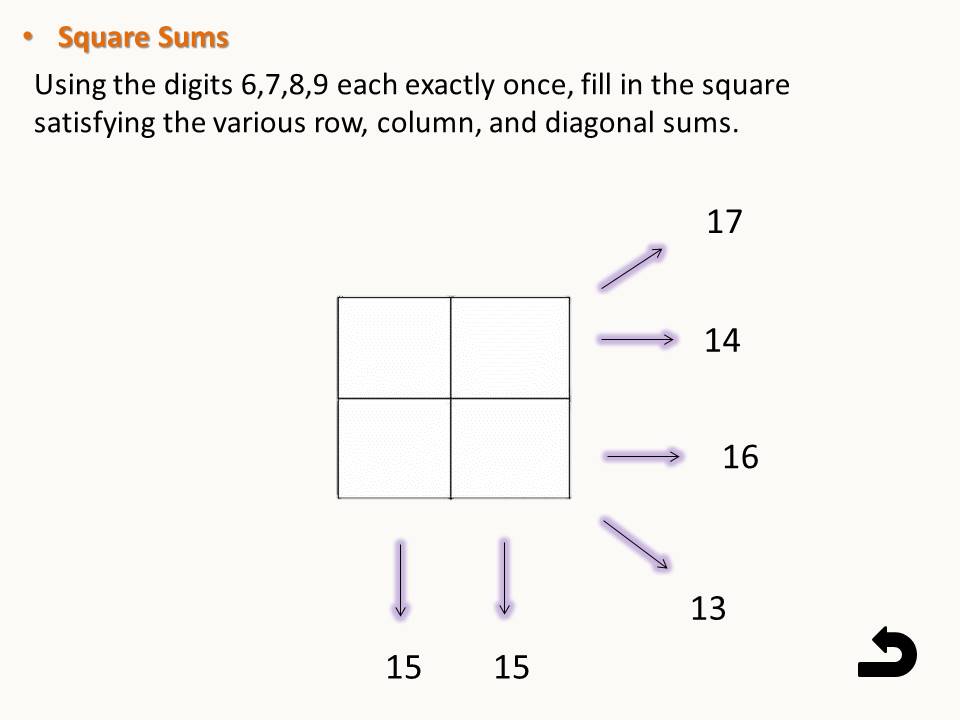 • Square Sums
Using the digits 6,7,8,9 each exactly once, fill in the square
satisfying the various row, column, and diagonal sums.
17
14
16
13
15 15